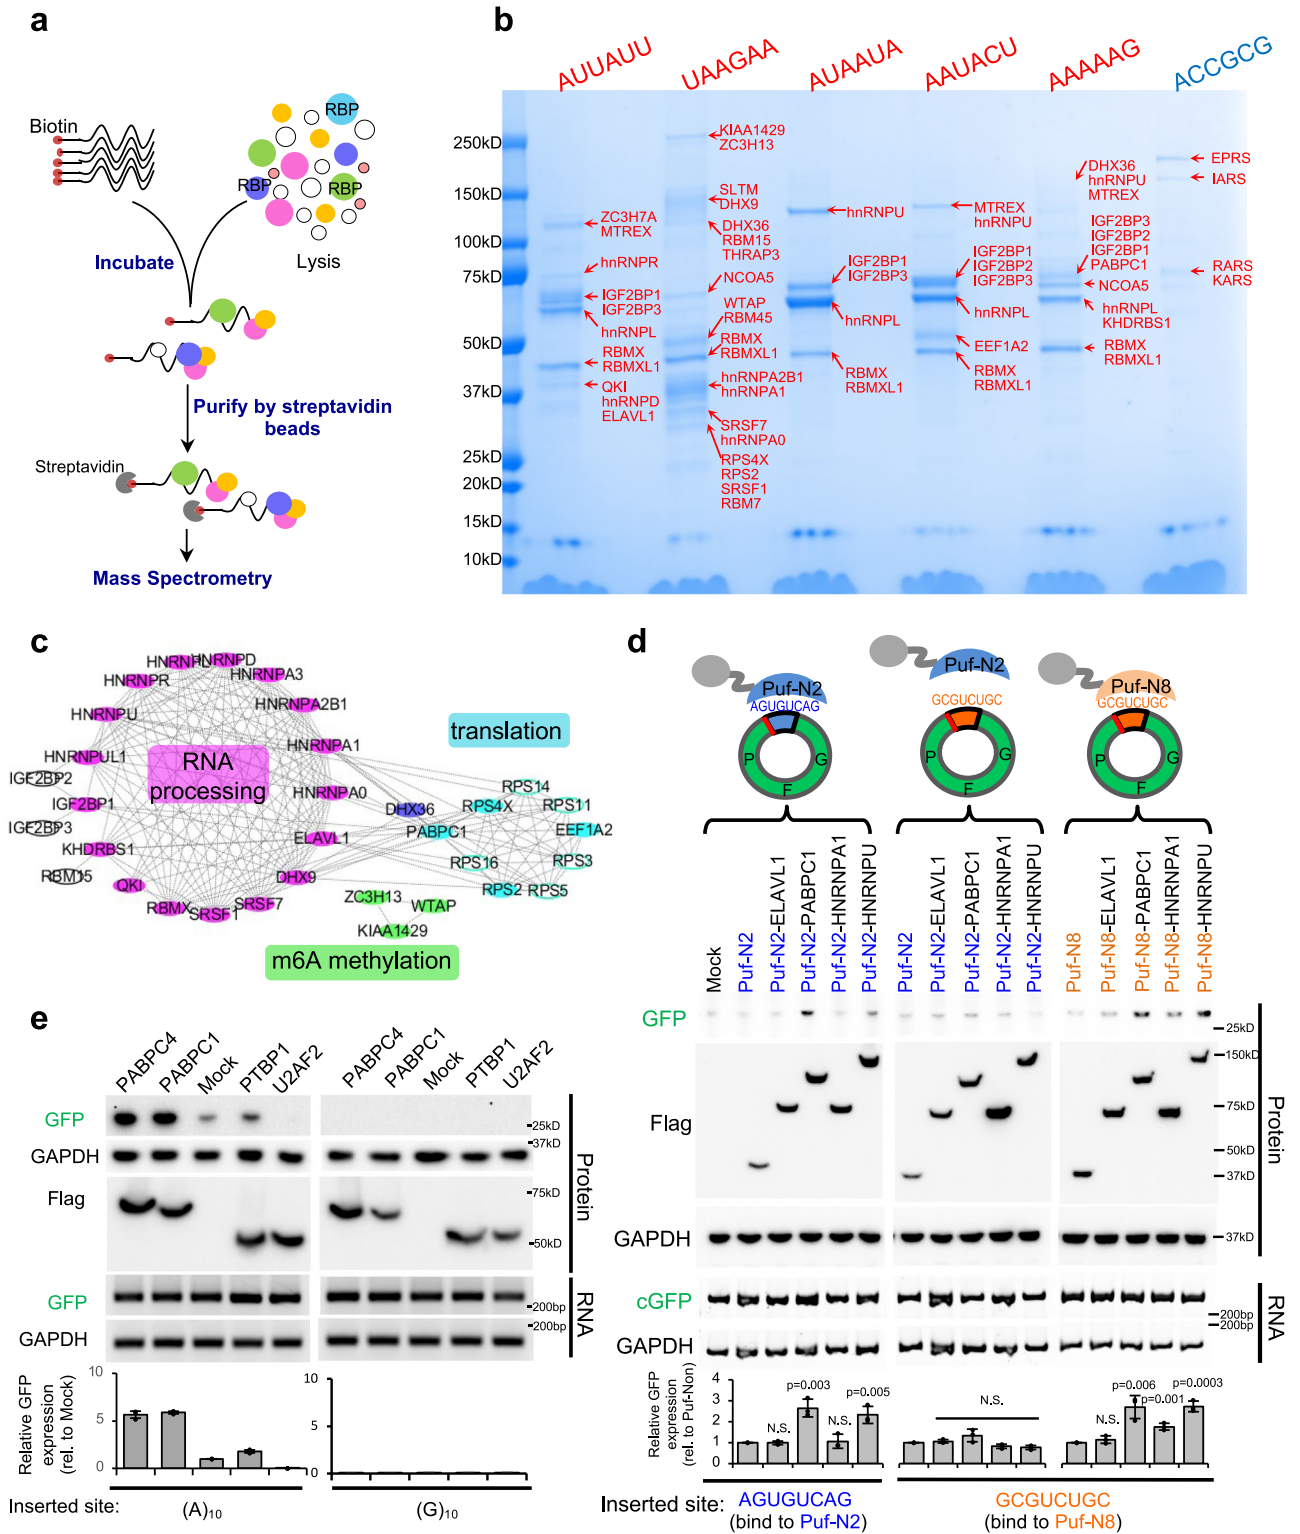 a
Biotin
RBP
RBP
RBP
Incubate
Lysis
Purify by streptavidin
beads
Streptavidin
Mass Spectrometry
b
AUUAUU
UAAGAA
AUAAUA
AAUACU
AAAAAG
ACCGCG
250kD
150kD
100kD
75kD
50kD
37kD
25kD
20kD
15kD
10kD
ZC3H7A
MTREX
hnRNPR
IGF2BP1
IGF2BP3
hnRNPL
RBMX
RBMXL1
QKI
hnRNPD
ELAVL1
KIAA1429
ZC3H13
SLTM
DHX9
DHX36
RBM15
THRAP3
NCOA5
WTAP
RBM45
RBMX
RBMXL1
hnRNPA2B1
hnRNPA1
SRSF7
hnRNPA0
RPS4X
RPS2
SRSF1
RBM7
hnRNPU
IGF2BP1
IGF2BP3
hnRNPL
RBMX
RBMXL1
MTREX
hnRNPU
IGF2BP1
IGF2BP2
IGF2BP3
hnRNPL
EEF1A2
RBMX
RBMXL1
DHX36
hnRNPU
MTREX
IGF2BP3
IGF2BP2
IGF2BP1
PABPC1
NCOA5
hnRNPL
KHDRBS1
RBMX
RBMXL1
EPRS
IARS
RARS
KARS
c
HNRNPL
HNRNPD
HNRNPR
HNRNPA3
HNRNPU
HNRNPA2B1
HNRNPUL1
HNRNPA1
IGF2BP2
IGF2BP1
HNRNPA0
IGF2BP3
KHDRBS1
ELAVL1
RBM15
QKI
DHX9
RBMX
SRSF1
SRSF7
RNA
processing
translation
DHX36
PABPC1
RPS14
RPS4X
RPS11
EEF1A2
RPS16
RPS3
RPS2
RPS5
ZC3H13
WTAP
KIAA1429
m6A methylation
d
Puf-N2
AGUGUCAG
P
G
F
Puf-N2
GCGUCUGC
P
G
F
Puf-N8
GCGUCUGC
P
G
F
Mock
Puf-N2
Puf-N2-ELAVL1
Puf-N2-PABPC1
Puf-N2-HNRNPA1
Puf-N2-HNRNPU
Puf-N2
Puf-N2-ELAVL1
Puf-N2-PABPC1
Puf-N2-HNRNPA1
Puf-N2-HNRNPU
Puf-N8
Puf-N8-ELAVL1
Puf-N8-PABPC1
Puf-N8-HNRNPA1
Puf-N8-HNRNPU
GFP
25kD
Flag
150kD
75kD
50kD
37kD
GAPDH
37kD
Protein
cGFP
200bp
200bp
GAPDH
RNA
Relative GFP
expression
(rel. to Puf-Non)
4
3
2
1
0
N.S.
p=0.003
N.S.
p=0.005
N.S.
N.S.
p=0.006
p=0.001
p=0.0003
Inserted site:
AGUGUCAG
(bind to Puf-N2)
GCGUCUGC
(bind to Puf-N8)
e
PABPC4
PABPC1
Mock
PTBP1
U2AF2
PABPC4
PABPC1
Mock
PTBP1
U2AF2
GFP
25kD
GAPDH
37kD
Flag
75kD
50kD
Protein
GFP
200bp
200bp
GAPDH
RNA
Relative GFP
expression
(rel. to Mock)
10
5
0
10
5
0
Inserted site:
(A)10
(G)10